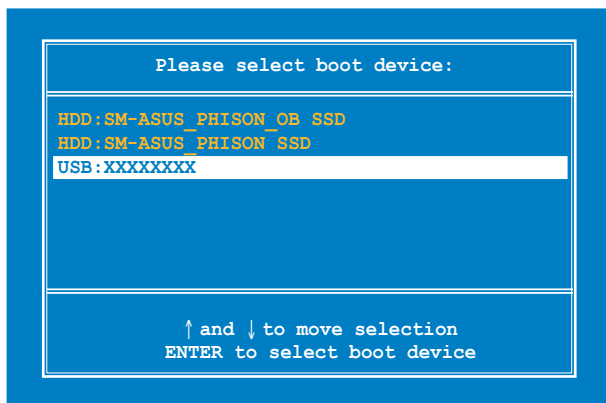 Please select boot device:
HDD:SM-ASUS_PHISON_OB SSD
HDD:SM-ASUS_PHISON SSD
USB:XXXXXXXX
↑ and ↓ to move selection
ENTER to select boot device